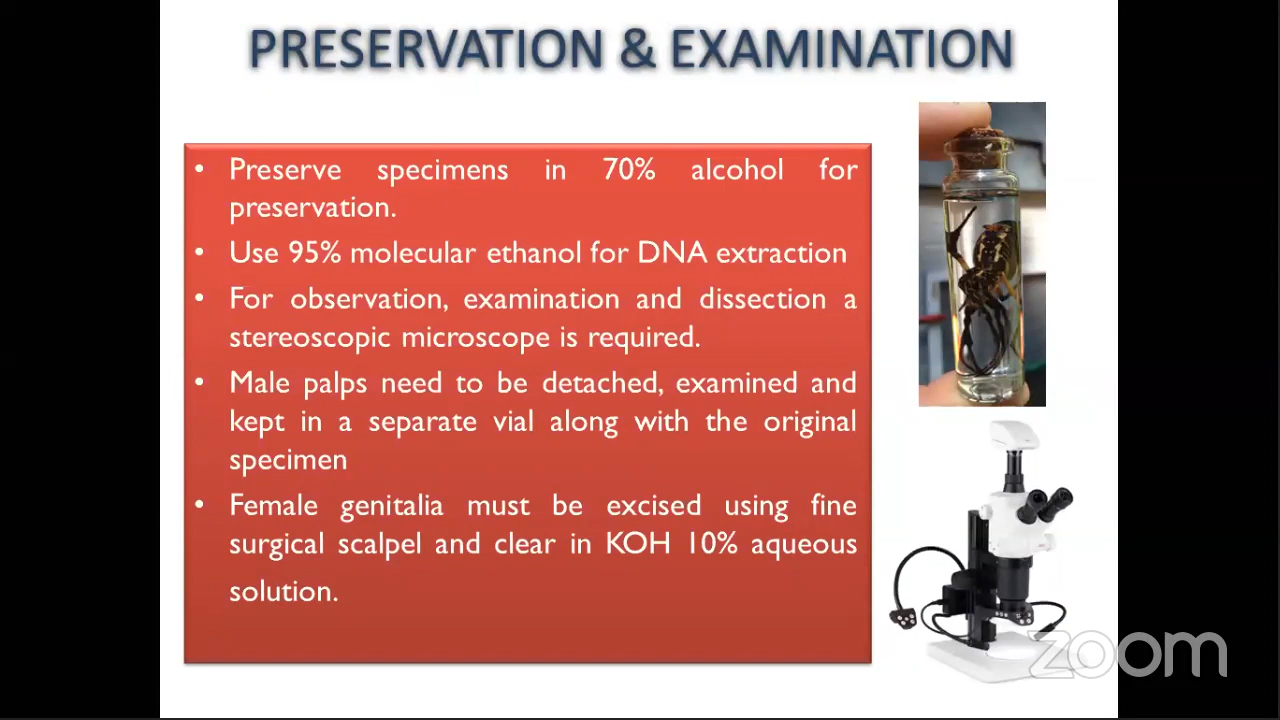 PRESERVATION & EXAMINATION
• Preserve specimens in 70% alcohol for
preservation.
• Use 95% molecular ethanol for DNA extraction
• For observation, examination and dissection a
stereoscopic microscope is required.
• Male palps need to be detached, examined and
kept in a separate vial along with the original
specimen
• Female genitalia must be excised using fine
surgical scalpel and clear in KOH 10% aqueous
solution.
zoom